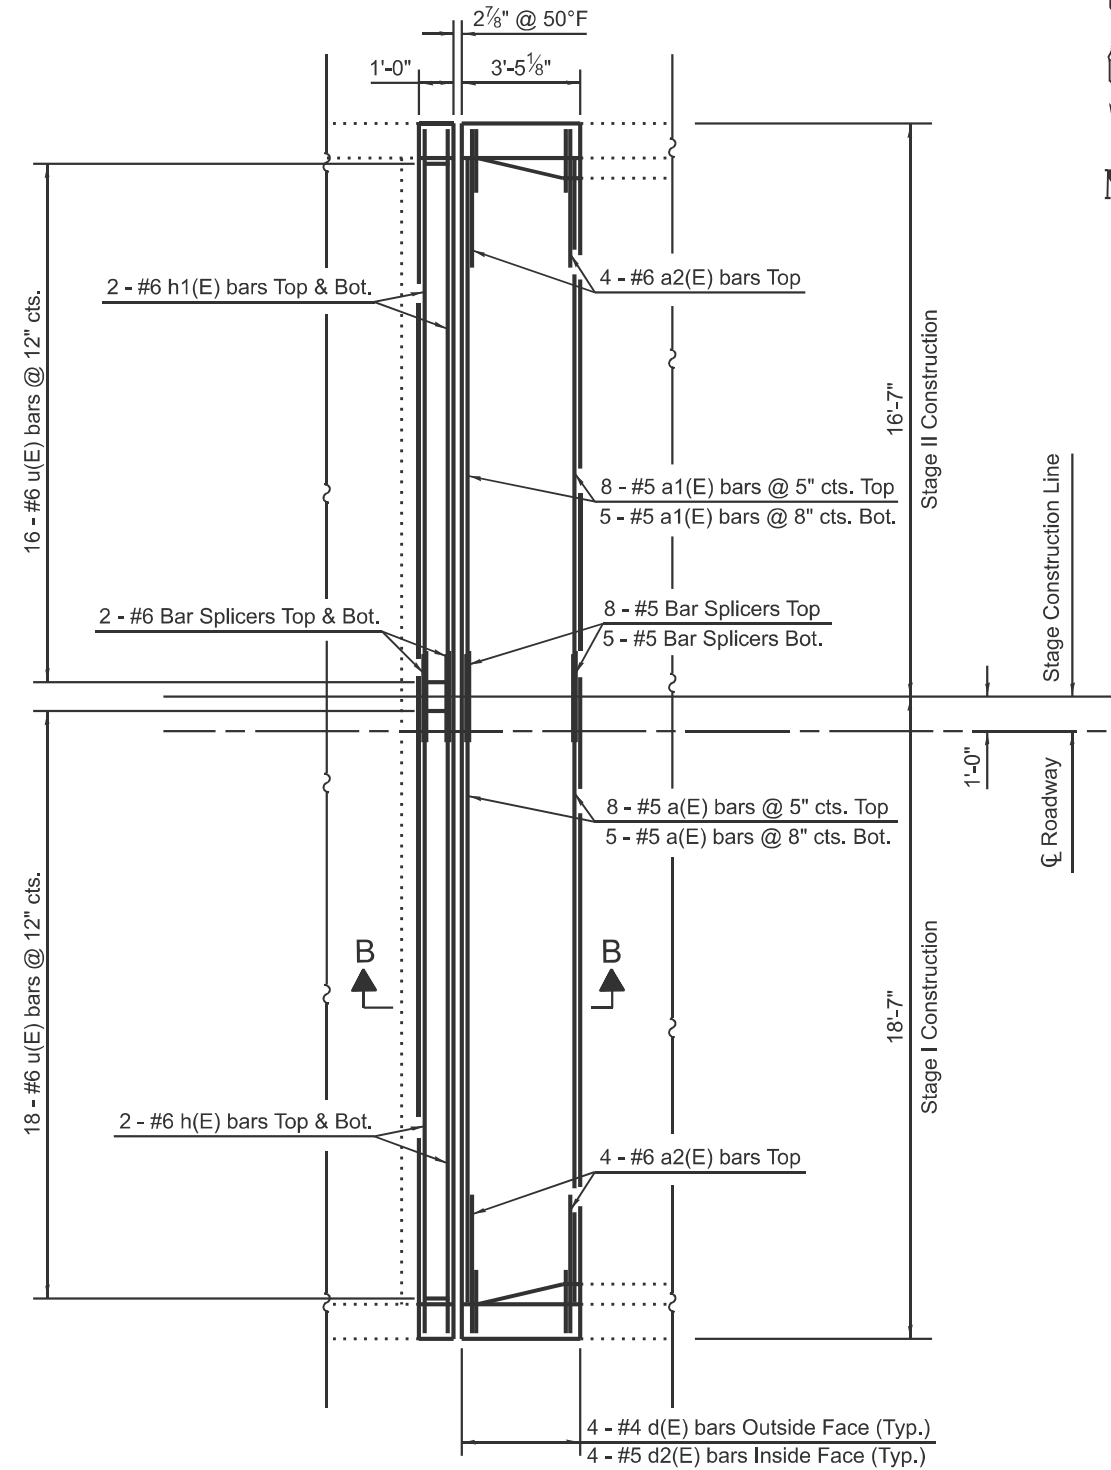 2⅞" @ 50°F
1'-0"
3'-5⅛"
2 - #6 h1(E) bars Top & Bot.
4 - #6 a2(E) bars Top
16 - #6 u(E) bars @ 12" cts.
16'-7"
Stage II Construction
8 - #5 a1(E) bars @ 5" cts. Top
5 - #5 a1(E) bars @ 8" cts. Bot.
Stage Construction Line
2 - #6 Bar Splicers Top & Bot.
8 - #5 Bar Splicers Top
5 - #5 Bar Splicers Bot.
1'-0"
℄ Roadway
8 - #5 a(E) bars @ 5" cts. Top
5 - #5 a(E) bars @ 8" cts. Bot.
18 - #6 u(E) bars @ 12" cts.
B
B
18'-7"
Stage I Construction
2 - #6 h(E) bars Top & Bot.
4 - #6 a2(E) bars Top
4 - #4 d(E) bars Outside Face (Typ.)
4 - #5 d2(E) bars Inside Face (Typ.)